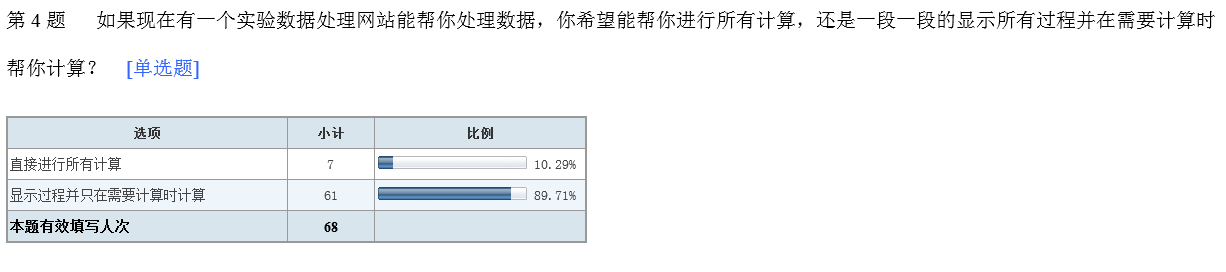 第 4 题 如果现在有一个实验数据处理网站能帮你处理数据，你希望能帮你进行所有计算，还是一段一段的显示所有过程并在需要计算时
帮你计算？ [单选题]
选项 小计 比例
直接进行所有计算 7 10.29%
显示过程并只在需要计算时计算 61 89.71%
本题有效填写人次 68